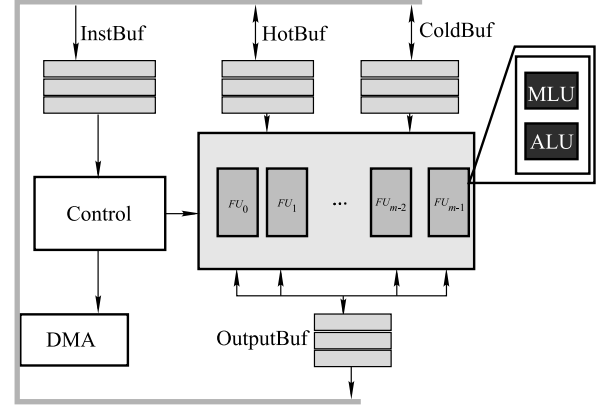 InstBuf
HotBuf
ColdBuf
MLU
ALU
Control
FU0
FU1
...
FUm-2
FUm-1
DMA
OutputBuf